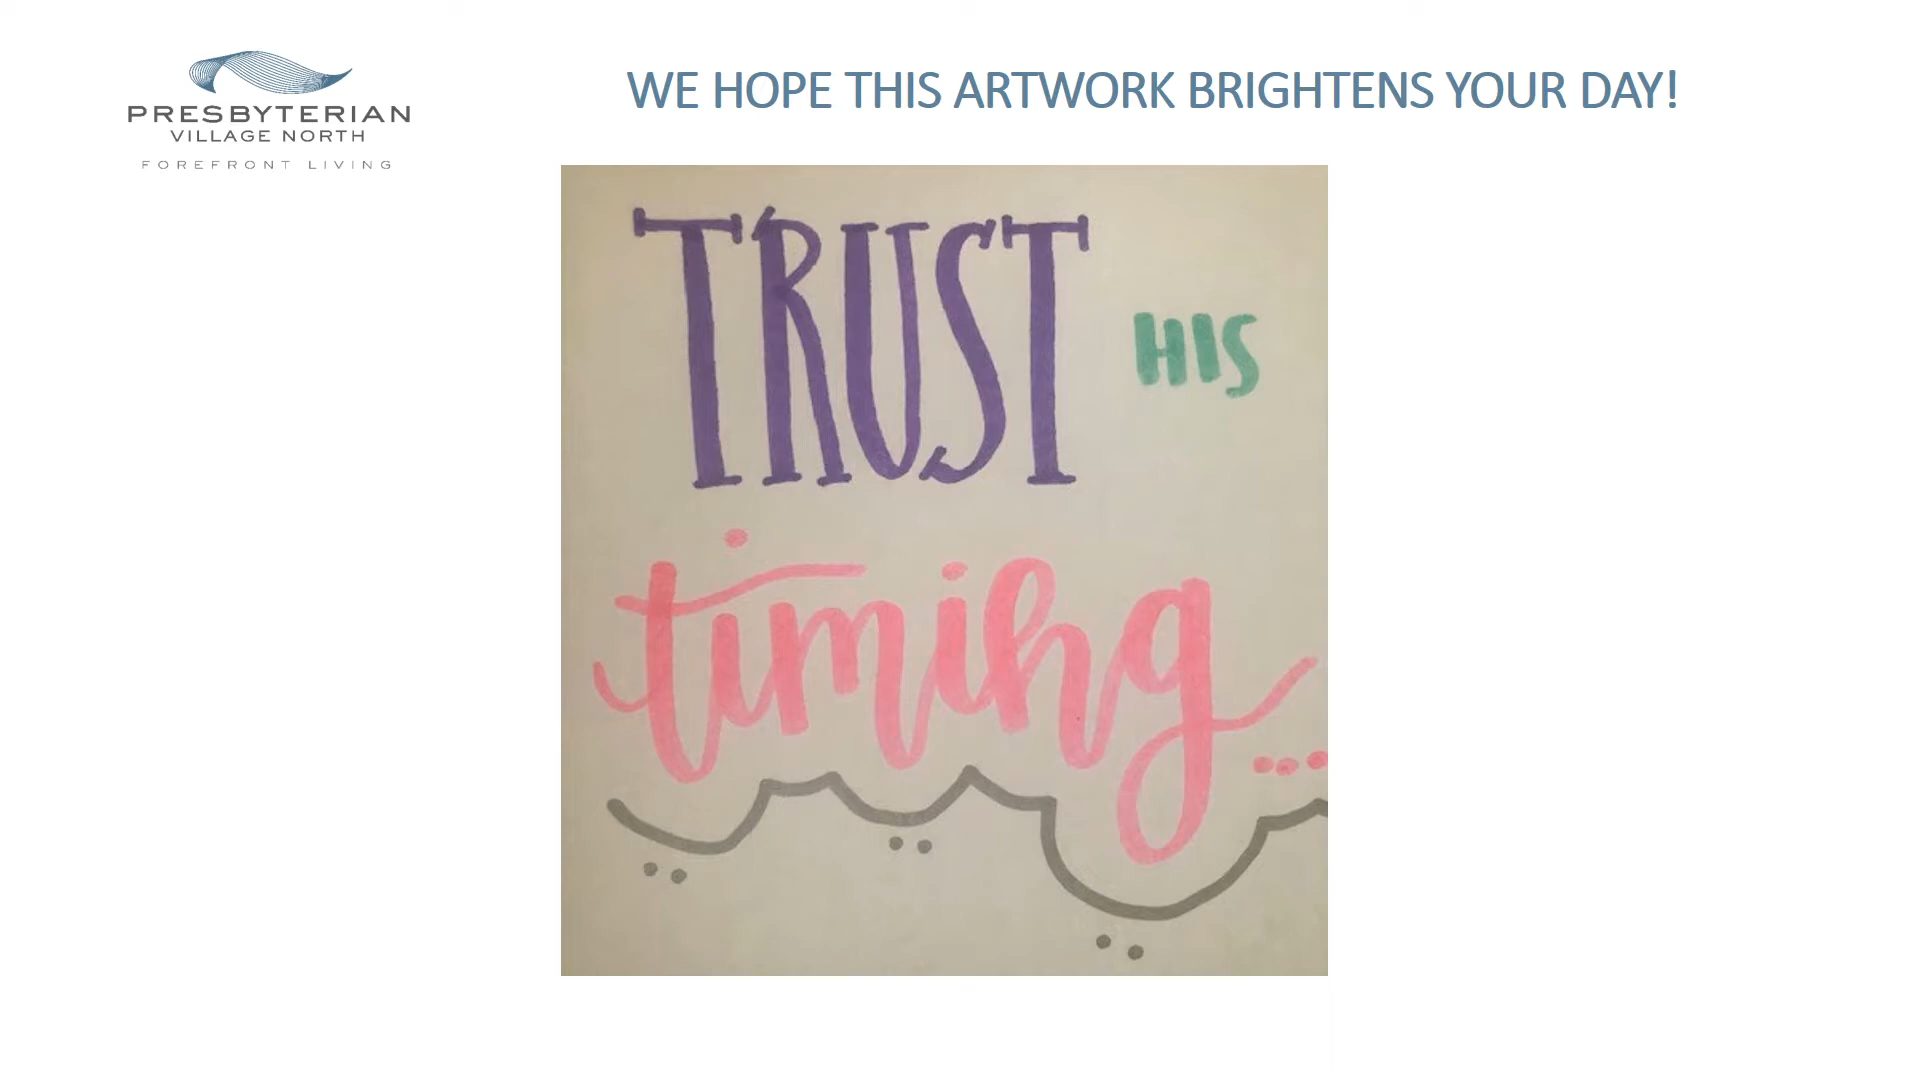 PRESBYTERIAN
VILLAGE NORTH
FOREFRONT LIVING
WE HOPE THIS ARTWORK BRIGHTENS YOUR DAY!
TRUST HIS
timing...